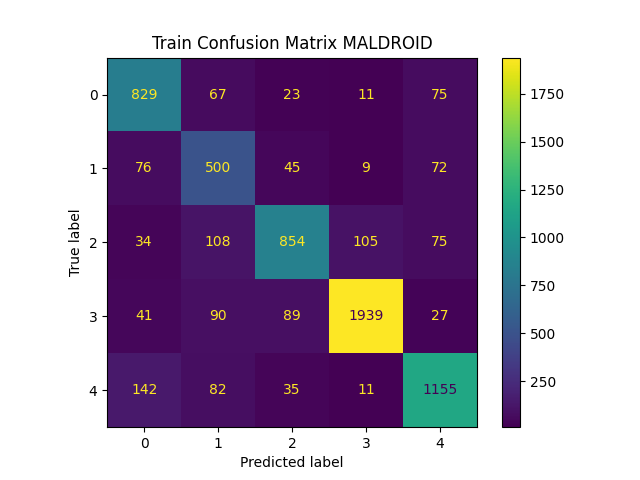 Train Confusion Matrix MALDROID
0 829 67 23 11 75
1 76 500 45 9 72
2 34 108 854 105 75
3 41 90 89 1939 27
4 142 82 35 11 1155
0 1 2 3 4
Predicted label
True label
1750
1500
1250
1000
750
500
250